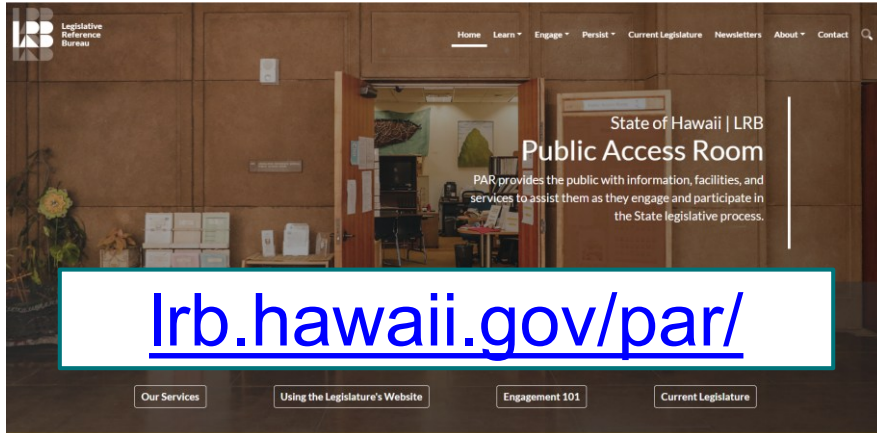 LRB
Legislative
Reference
Bureau
Home Learn Engage Persist Current Legislature Newsletters About Contact
State of Hawaii | LRB
Public Access Room
PAR provides the public with information, facilities, and
services to assist them as they engage and participate in
the State legislative process.
lrb.hawaii.gov/par/
Our Services Using the Legislature's Website Engagement 101 Current Legislature